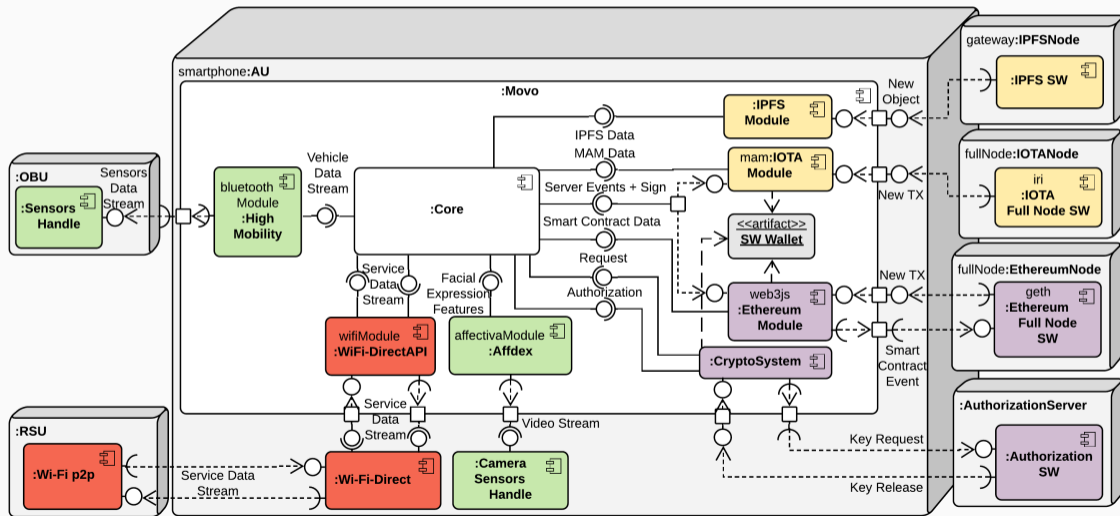 gateway:IPFSNode
:IPFS SW
smartphone:AU
:Movo
New
Object
:IPFS
Module
IPFS Data
MAM Data
fullNode:IOTANode
iri
:IOTA
Full Node SW
mam:IOTA
Module
New TX
:OBU
Sensors
Data
Stream
:Sensors
Handle
bluetooth
Module
:High
Mobility
Vehicle
Data
Stream
:Core
Server Events + Sign
Smart Contract Data
Request
Authorization
<<artifact>>
SW Wallet
Service
Data
Stream
Facial
Expression
Features
New TX
fullNode:EthereumNode
geth
:Ethereum
Full Node
SW
web3js
:Ethereum
Module
wifiModule
:WiFi-DirectAPI
affectivaModule
:Affdex
:CryptoSystem
Smart
Contract
Event
:AuthorizationServer
Service
Data
Stream
Video Stream
:RSU
:Wi-Fi p2p
Service Data
Stream
:Wi-Fi-Direct
:Camera
Sensors
Handle
Key Request
Key Release
:Authorization
SW